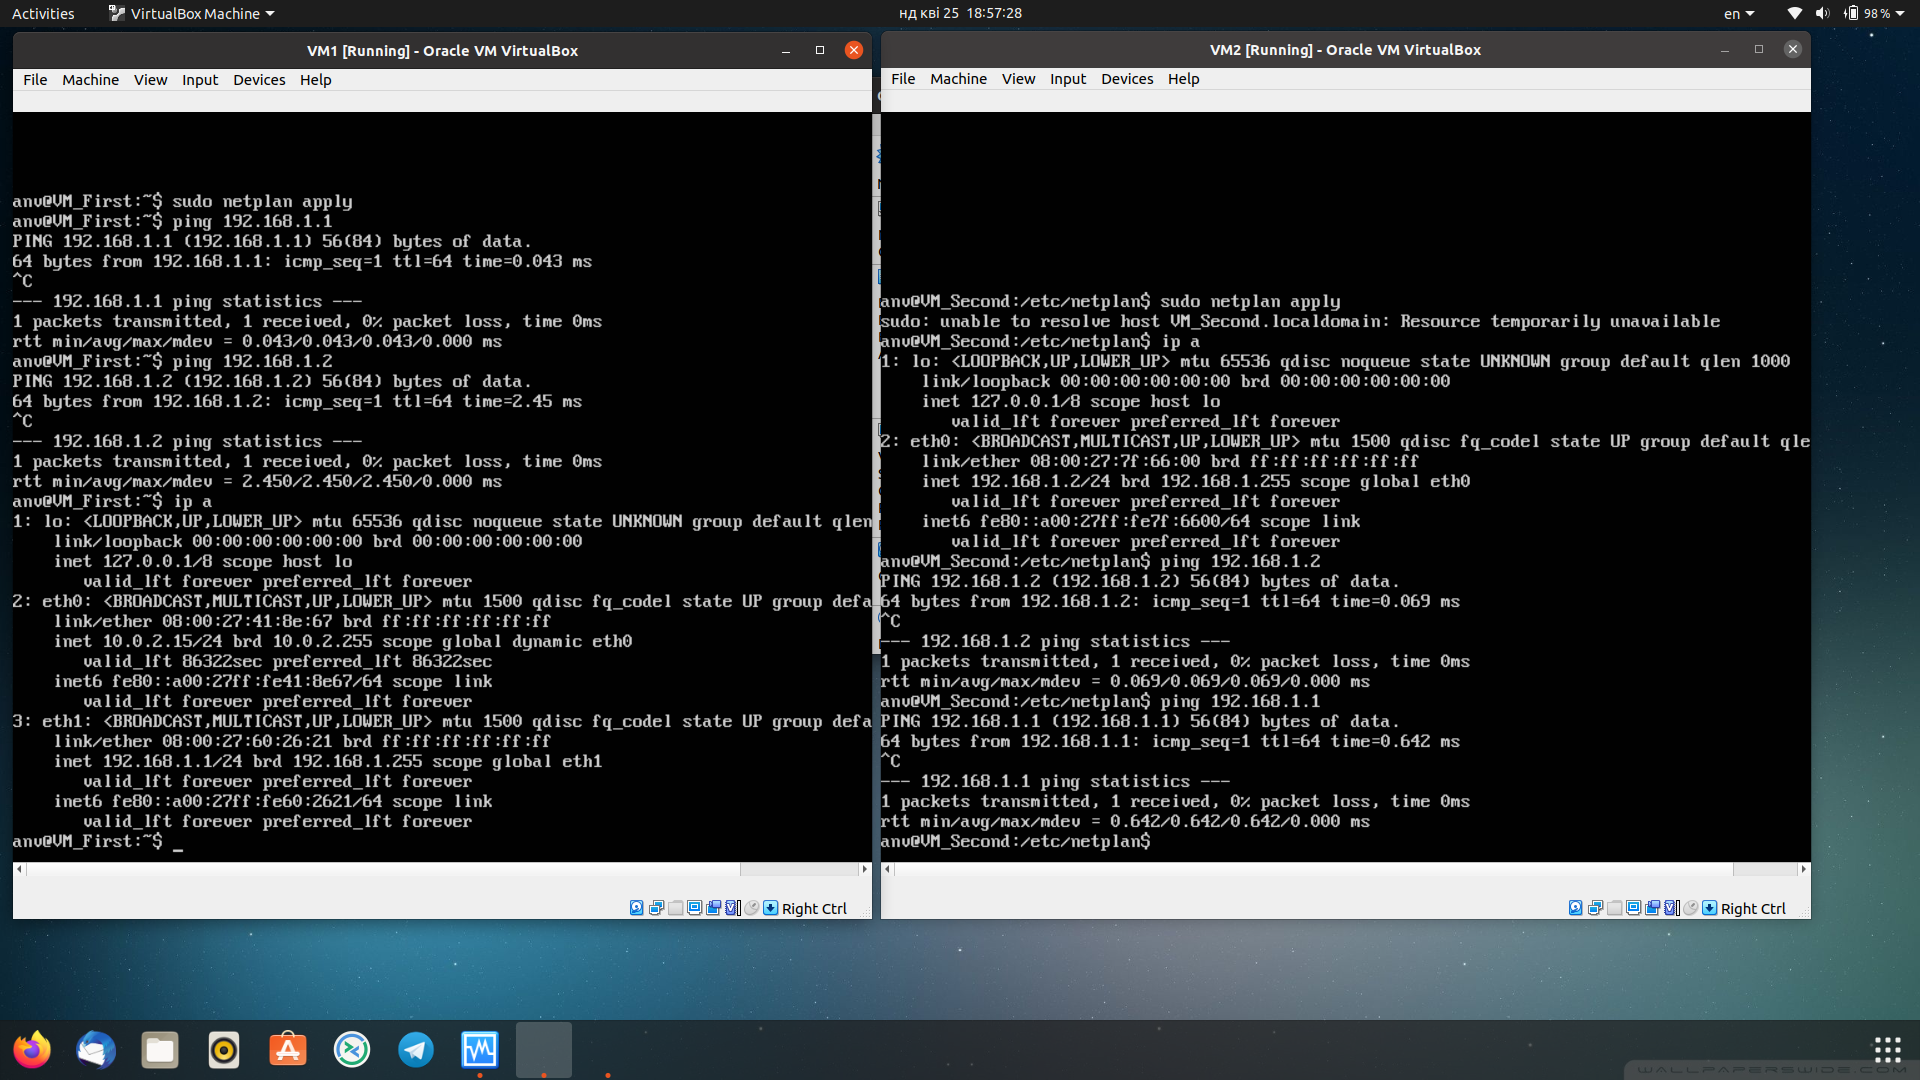 Activities
VirtualBox Machine
нд кві 25 18:57:28
en
98 %
VM1 [Running] - Oracle VM VirtualBox
File Machine View Input Devices Help
anv@VM_First:~$ sudo netplan apply
anv@VM_First:~$ ping 192.168.1.1
PING 192.168.1.1 (192.168.1.1) 56(84) bytes of data.
64 bytes from 192.168.1.1: icmp_seq=1 ttl=64 time=0.043 ms
^C
--- 192.168.1.1 ping statistics ---
1 packets transmitted, 1 received, 0% packet loss, time 0ms
rtt min/avg/max/mdev = 0.043/0.043/0.043/0.000 ms
anv@VM_First:~$ ping 192.168.1.2
PING 192.168.1.2 (192.168.1.2) 56(84) bytes of data.
64 bytes from 192.168.1.2: icmp_seq=1 ttl=64 time=2.45 ms
^C
--- 192.168.1.2 ping statistics ---
1 packets transmitted, 1 received, 0% packet loss, time 0ms
rtt min/avg/max/mdev = 2.450/2.450/2.450/0.000 ms
anv@VM_First:~$ ip a
1: lo: <LOOPBACK,UP,LOWER_UP> mtu 65536 qdisc noqueue state UNKNOWN group default qlen
link/loopback 00:00:00:00:00:00 brd 00:00:00:00:00:00
inet 127.0.0.1/8 scope host lo
valid_lft forever preferred_lft forever
2: eth0: <BROADCAST,MULTICAST,UP,LOWER_UP> mtu 1500 qdisc fq_codel state UP group defa
link/ether 08:00:27:41:8e:67 brd ff:ff:ff:ff:ff:ff
inet 10.0.2.15/24 brd 10.0.2.255 scope global dynamic eth0
valid_lft 86322sec preferred_lft 86322sec
inet6 fe80::a00:27ff:fe41:8e67/64 scope link
valid_lft forever preferred_lft forever
3: eth1: <BROADCAST,MULTICAST,UP,LOWER_UP> mtu 1500 qdisc fq_codel state UP group defa
link/ether 08:00:27:60:26:21 brd ff:ff:ff:ff:ff:ff
inet 192.168.1.1/24 brd 192.168.1.255 scope global eth1
valid_lft forever preferred_lft forever
inet6 fe80::a00:27ff:fe60:2621/64 scope link
valid_lft forever preferred_lft forever
anv@VM_First:~$ _
Right Ctrl
VM2 [Running] - Oracle VM VirtualBox
File Machine View Input Devices Help
anv@VM_Second:/etc/netplan$ sudo netplan apply
sudo: unable to resolve host VM_Second.localdomain: Resource temporarily unavailable
anv@VM_Second:/etc/netplan$ ip a
1: lo: <LOOPBACK,UP,LOWER_UP> mtu 65536 qdisc noqueue state UNKNOWN group default qlen 1000
link/loopback 00:00:00:00:00:00 brd 00:00:00:00:00:00
inet 127.0.0.1/8 scope host lo
valid_lft forever preferred_lft forever
2: eth0: <BROADCAST,MULTICAST,UP,LOWER_UP> mtu 1500 qdisc fq_codel state UP group default qle
link/ether 08:00:27:7f:66:00 brd ff:ff:ff:ff:ff:ff
inet 192.168.1.2/24 brd 192.168.1.255 scope global eth0
valid_lft forever preferred_lft forever
inet6 fe80::a00:27ff:fe7f:6600/64 scope link
valid_lft forever preferred_lft forever
anv@VM_Second:/etc/netplan$ ping 192.168.1.2
PING 192.168.1.2 (192.168.1.2) 56(84) bytes of data.
64 bytes from 192.168.1.2: icmp_seq=1 ttl=64 time=0.069 ms
^C
--- 192.168.1.2 ping statistics ---
1 packets transmitted, 1 received, 0% packet loss, time 0ms
rtt min/avg/max/mdev = 0.069/0.069/0.069/0.000 ms
anv@VM_Second:/etc/netplan$ ping 192.168.1.1
PING 192.168.1.1 (192.168.1.1) 56(84) bytes of data.
64 bytes from 192.168.1.1: icmp_seq=1 ttl=64 time=0.642 ms
^C
--- 192.168.1.1 ping statistics ---
1 packets transmitted, 1 received, 0% packet loss, time 0ms
rtt min/avg/max/mdev = 0.642/0.642/0.642/0.000 ms
anv@VM_Second:/etc/netplan$
Right Ctrl
WALLPAPERSWIDE.COM